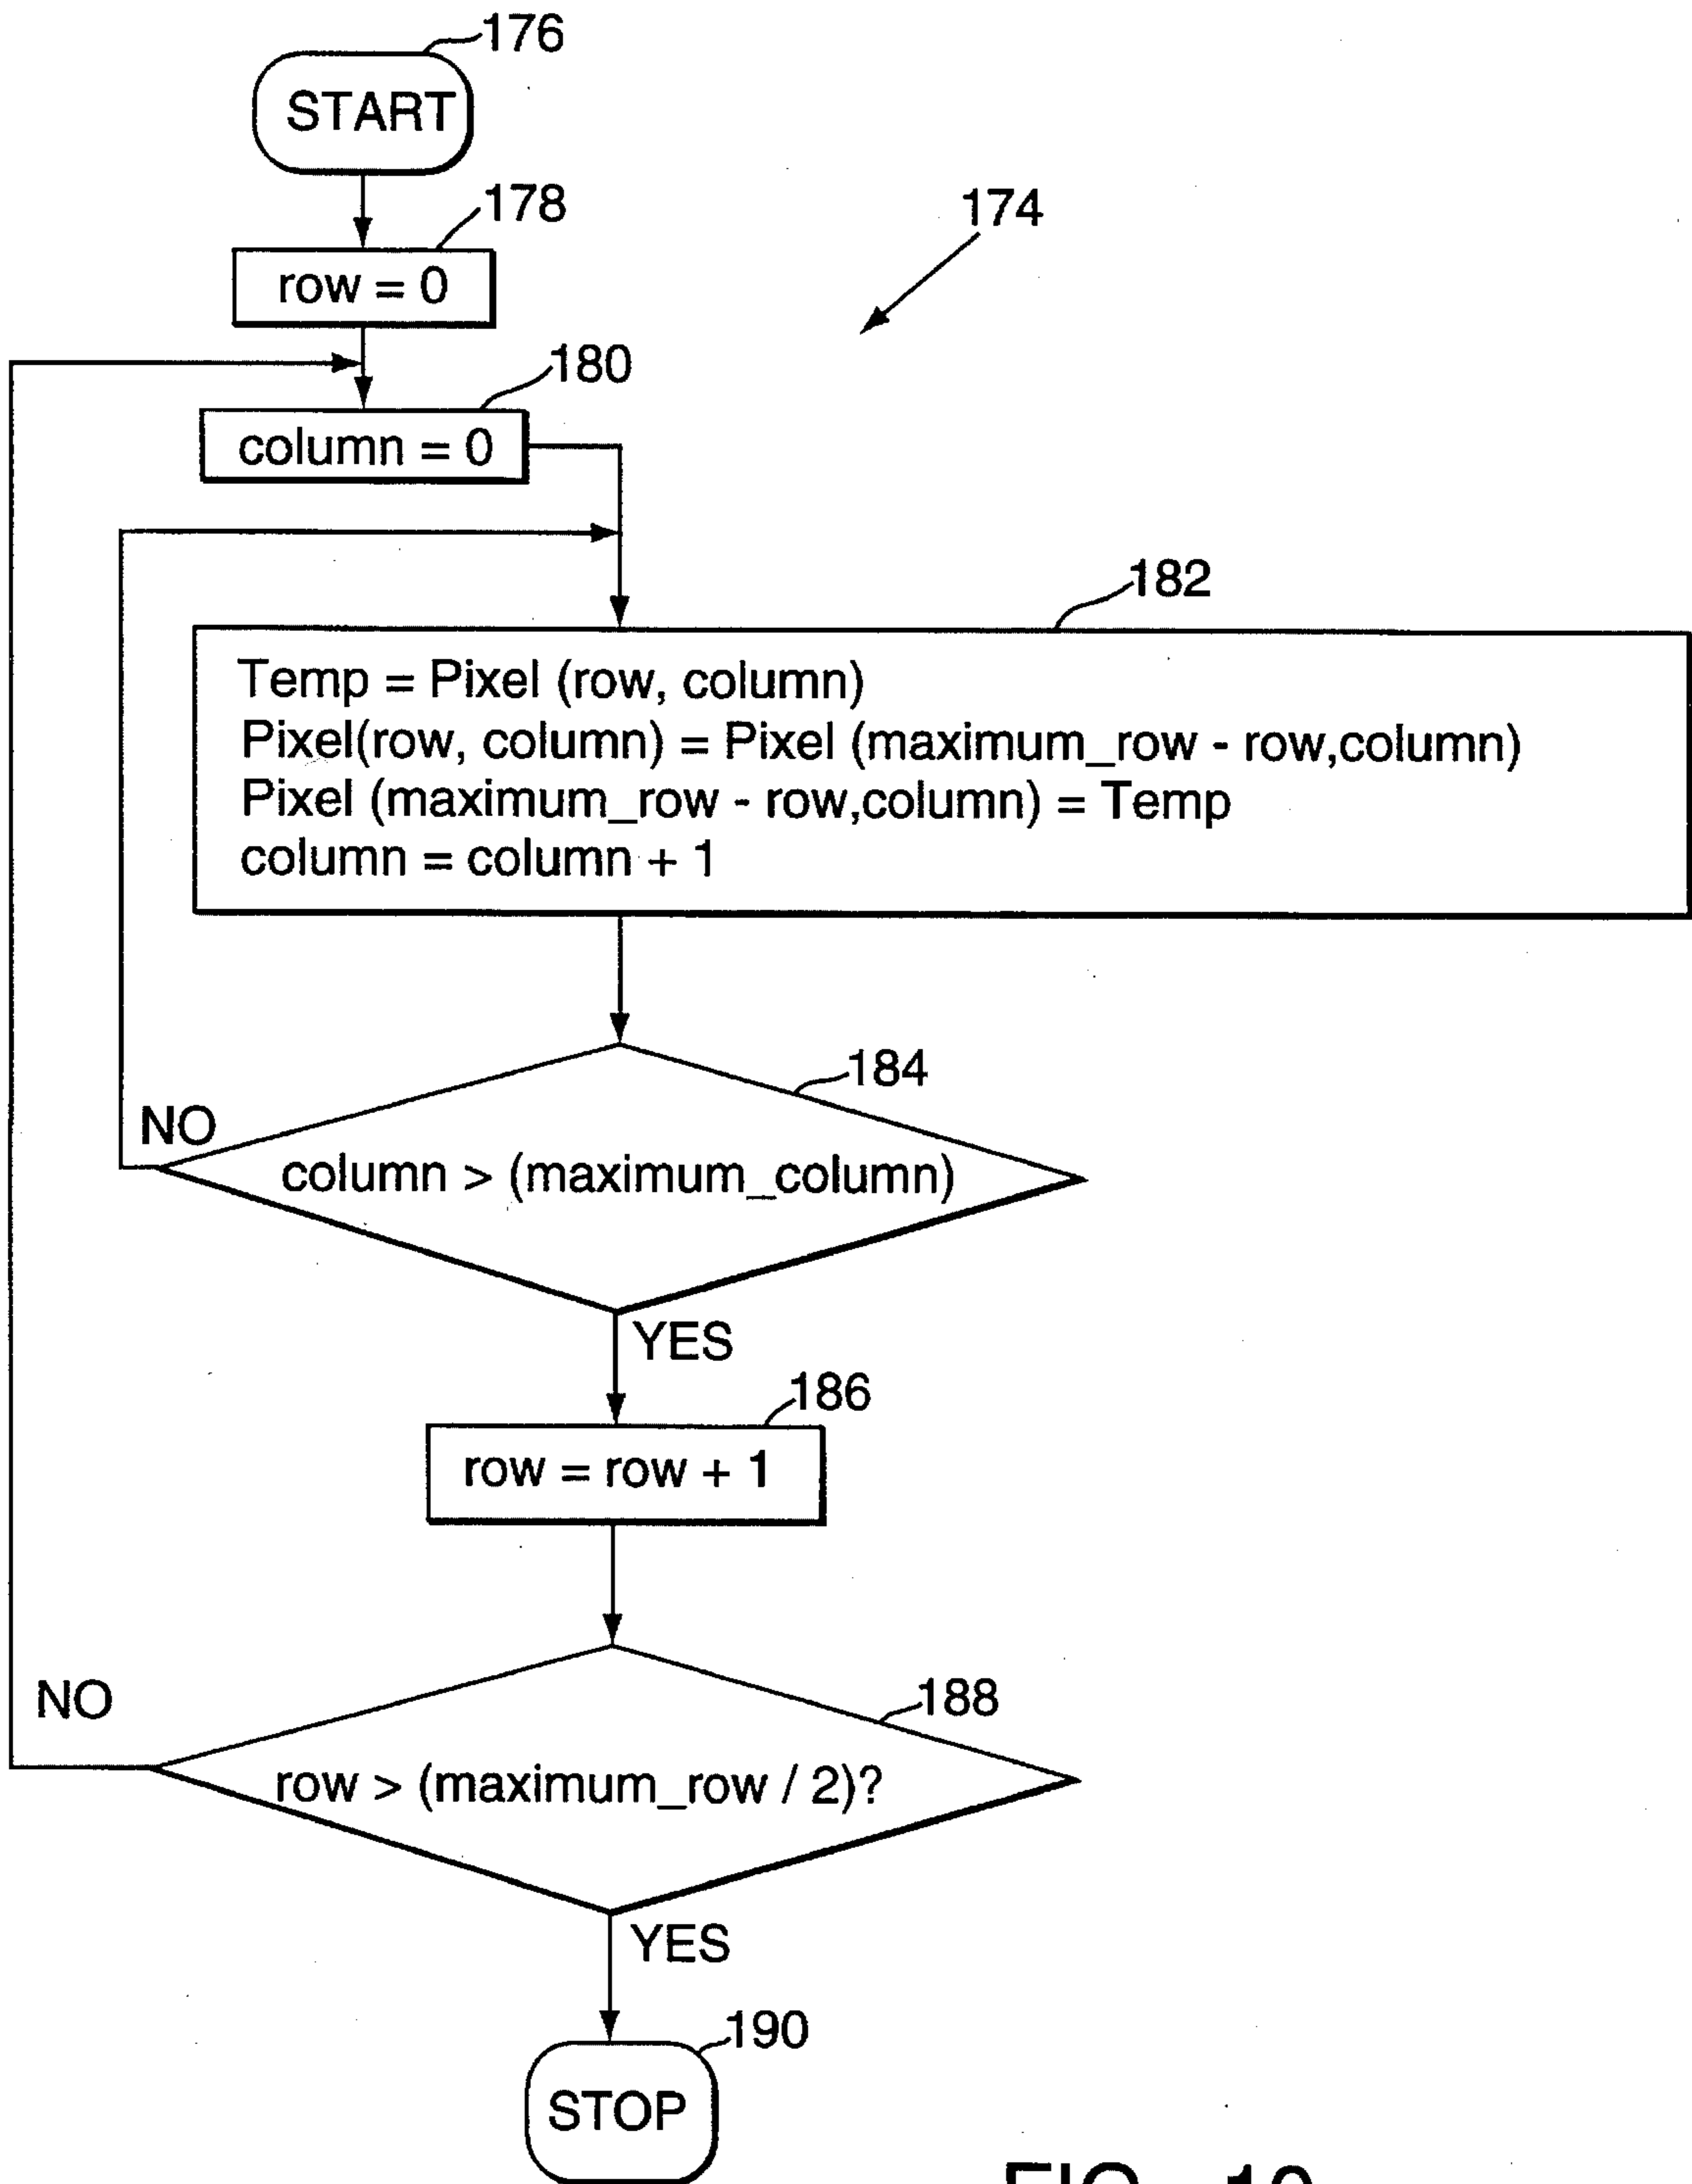 176
START
178
174
row = 0
180
column = 0
182
Temp = Pixel (row, column)
Pixel(row, column) = Pixel (maximum_row - row,column)
Pixel (maximum_row - row,column) = Temp
column = column + 1
184
NO
column > (maximum_column)
YES
186
row = row + 1
188
NO
row > (maximum_row / 2)?
YES
190
STOP
FIG.